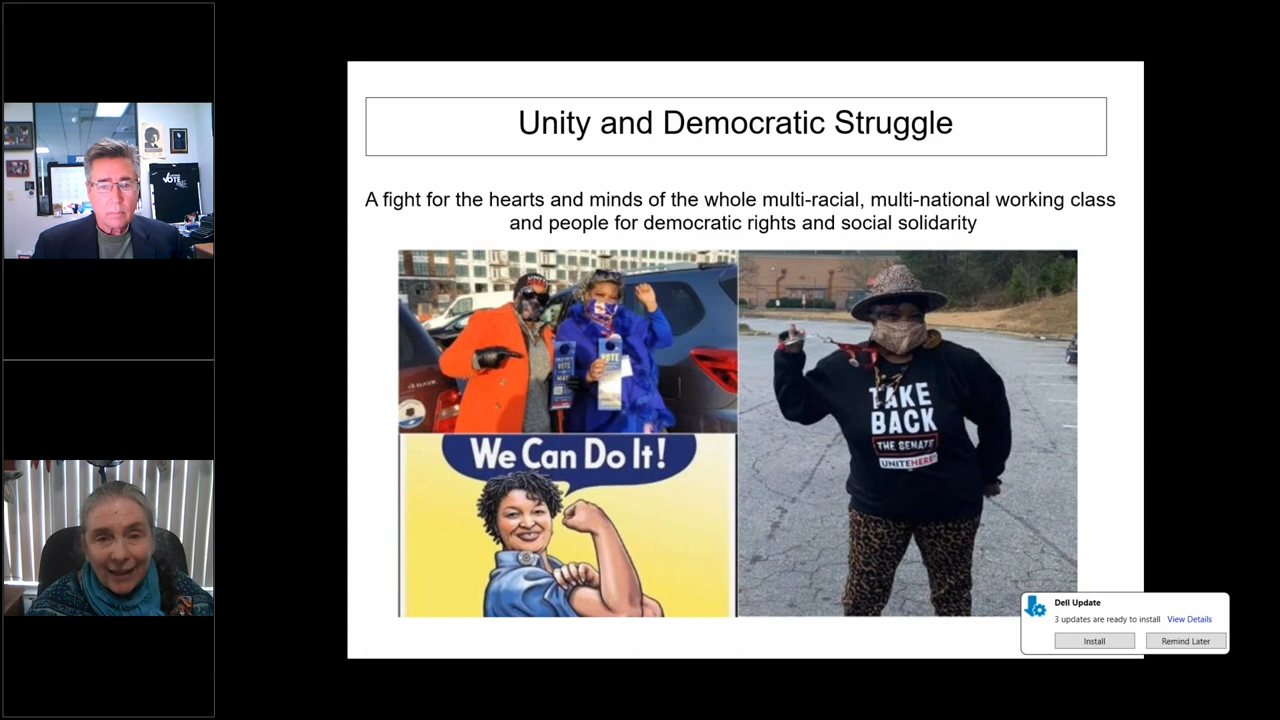 VOTE
Unity and Democratic Struggle
A fight for the hearts and minds of the whole multi-racial, multi-national working class
and people for democratic rights and social solidarity
VOTE
VOTE
We Can Do It!
TAKE
BACK
THE SENATE
UNITEHERE!
Dell Update
3 updates are ready to install View Details
Install
Remind Later